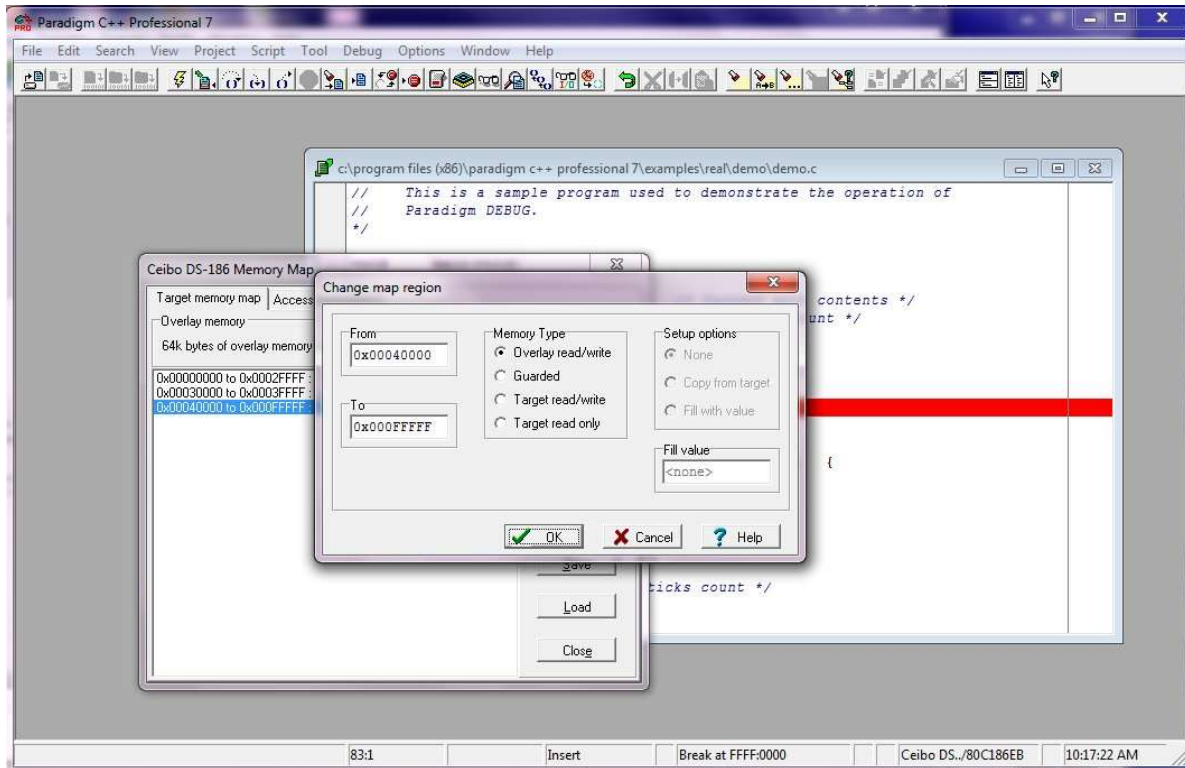 Paradigm C++ Professional 7
File Edit Search View Project Script Tool Debug Options Window Help
c:\program files (x86)\paradigm c++ professional 7\examples\real\demo\demo.c
// This is a sample program used to demonstrate the operation of
// Paradigm DEBUG.
*/
contents */
unt */
{
ticks count */
Ceibo DS-186 Memory Map
Target memory map Access
Overlay memory
64k bytes of overlay memory
0x00000000 to 0x0002FFFF :
0x00030000 to 0x0003FFFF :
0x00040000 to 0x000FFFFF :
Save
Load
Close
Change map region
From
0x00040000
To
0x000FFFFF
Memory Type
Overlay read/write
Guarded
Target read/write
Target read only
Setup options
None
Copy from target
Fill with value
Fill value
<none>
OK Cancel Help
83:1 Insert Break at FFFF:0000 Ceibo DS../80C186EB 10:17:22 AM